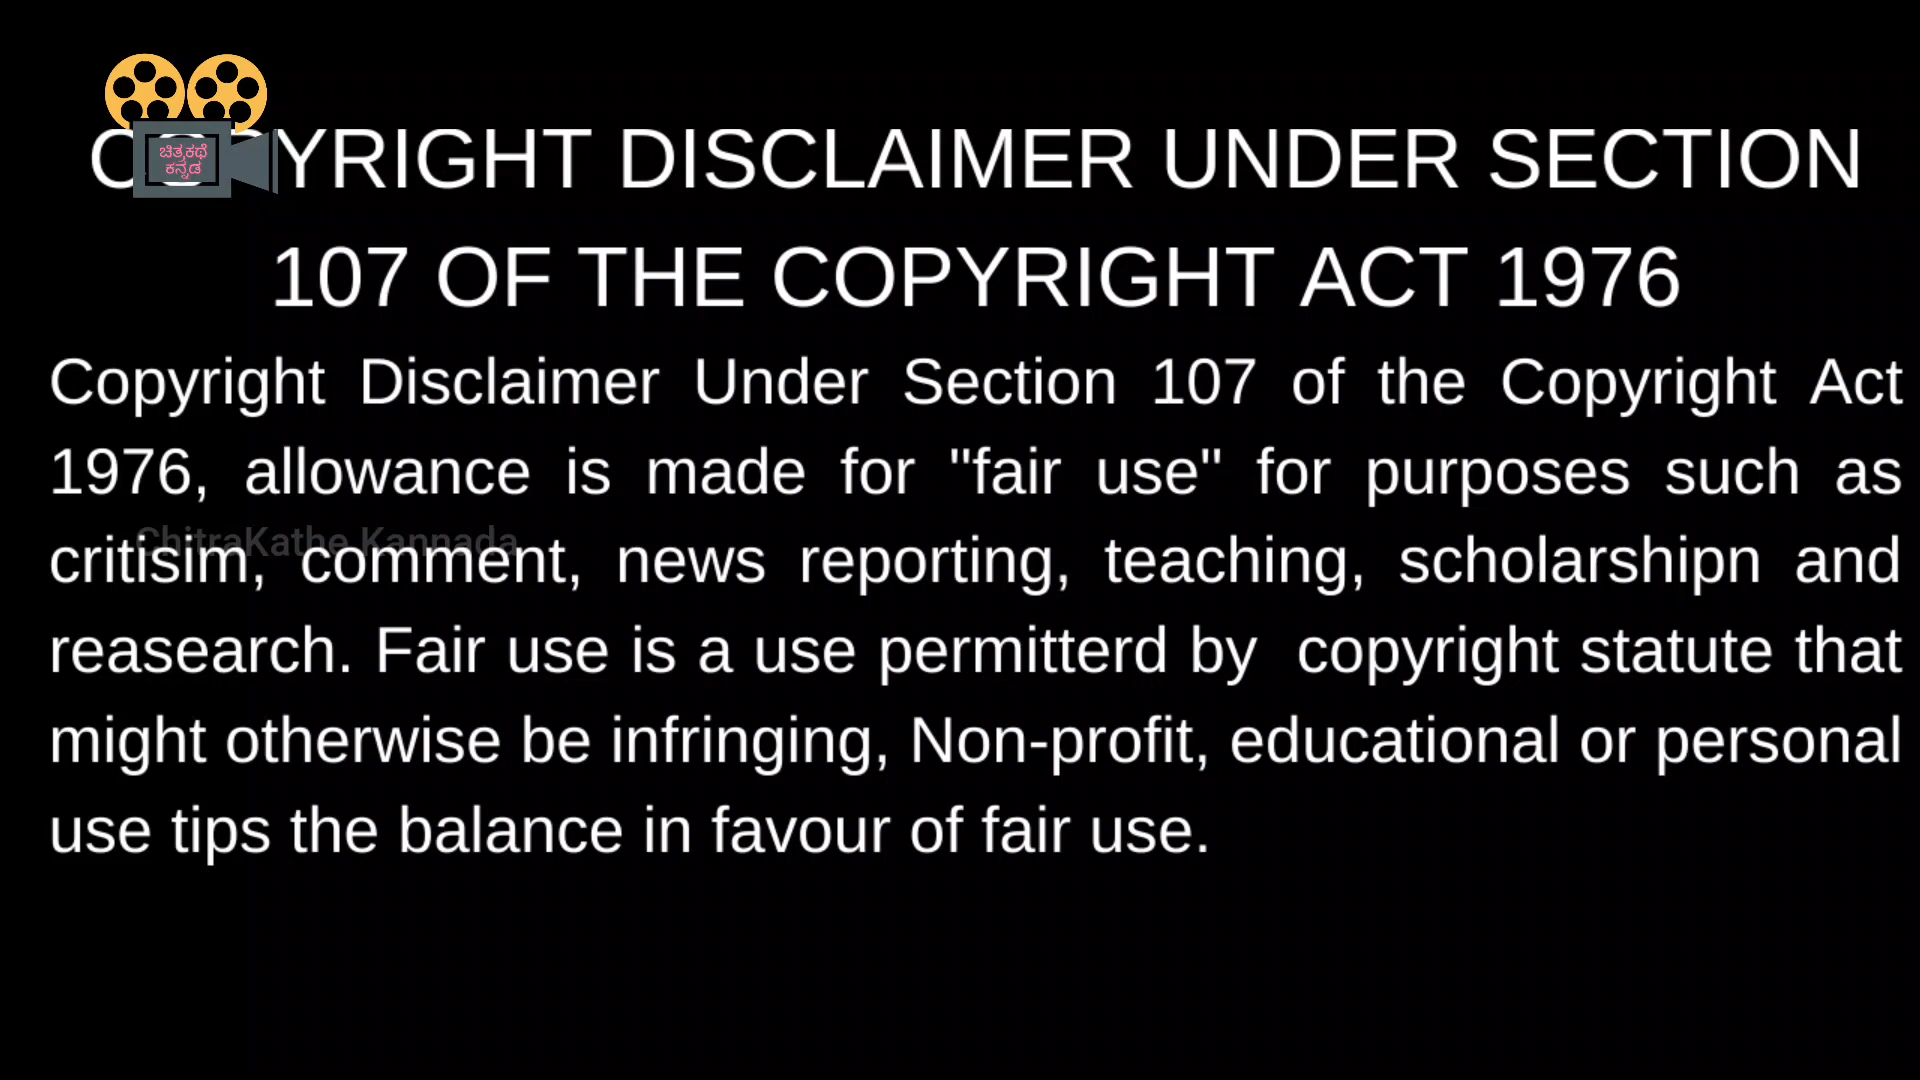 COPYRIGHT DISCLAIMER UNDER SECTION
ಚಿತ್ರಕಥೆ
ಕನ್ನಡ
107 OF THE COPYRIGHT ACT 1976
Copyright Disclaimer Under Section 107 of the Copyright Act
1976, allowance is made for "fair use" for purposes such as
ChitraKathe Kannada
critisim, comment, news reporting, teaching, scholarshipn and
reasearch. Fair use is a use permitterd by copyright statute that
might otherwise be infringing, Non-profit, educational or personal
use tips the balance in favour of fair use.